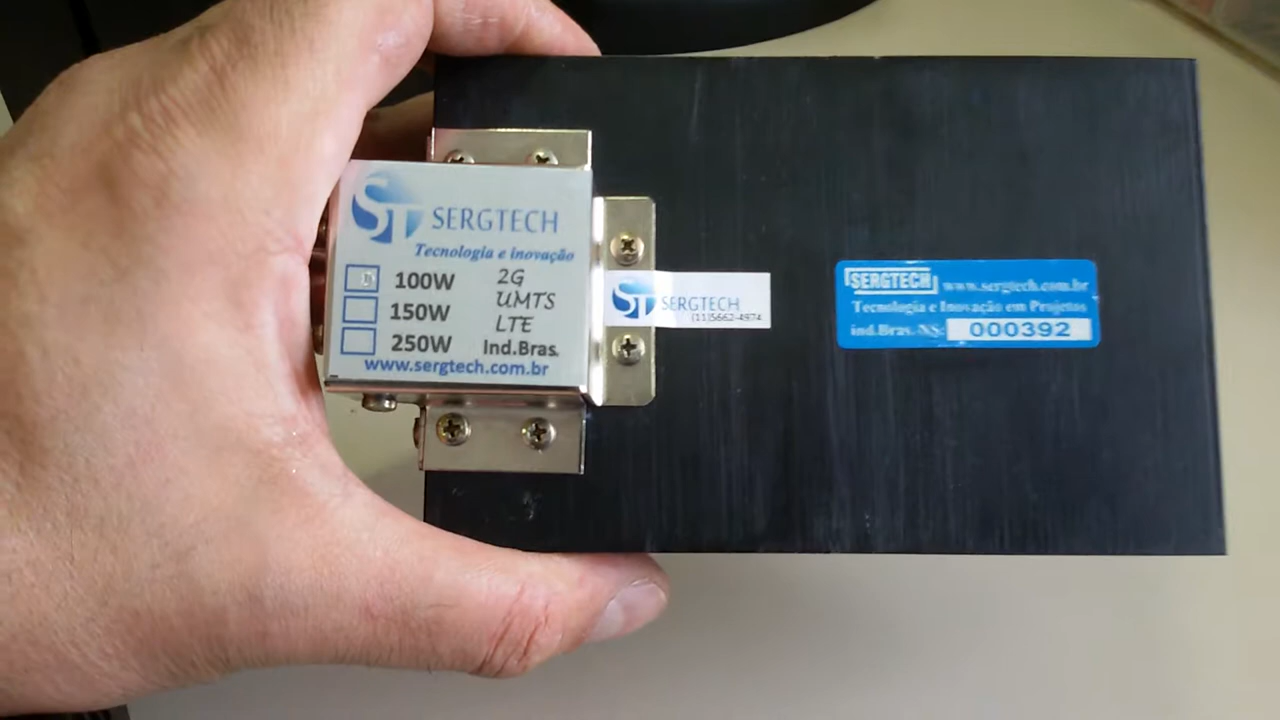 ST SERGTECH
Tecnologia e inovação
100W 2G
150W UMTS
LTE
250W Ind.Bras.
www.sergtech.com.br
ST SERGTECH
(11)5662-4974
SERGTECH www.sergtech.com.br
Tecnologia e Inovação em Projetos
ind.Bras. NS: 000392